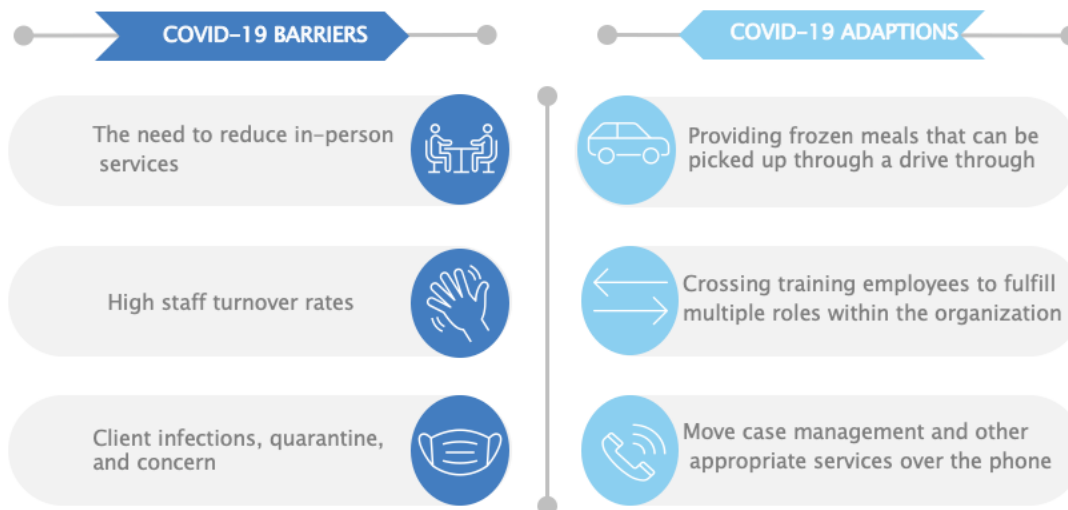 COVID-19 BARRIERS
COVID-19 ADAPTIONS
The need to reduce in-person
services
Providing frozen meals that can be
picked up through a drive through
High staff turnover rates
Crossing training employees to fulfill
multiple roles within the organization
Client infections, quarantine,
and concern
Move case management and other
appropriate services over the phone